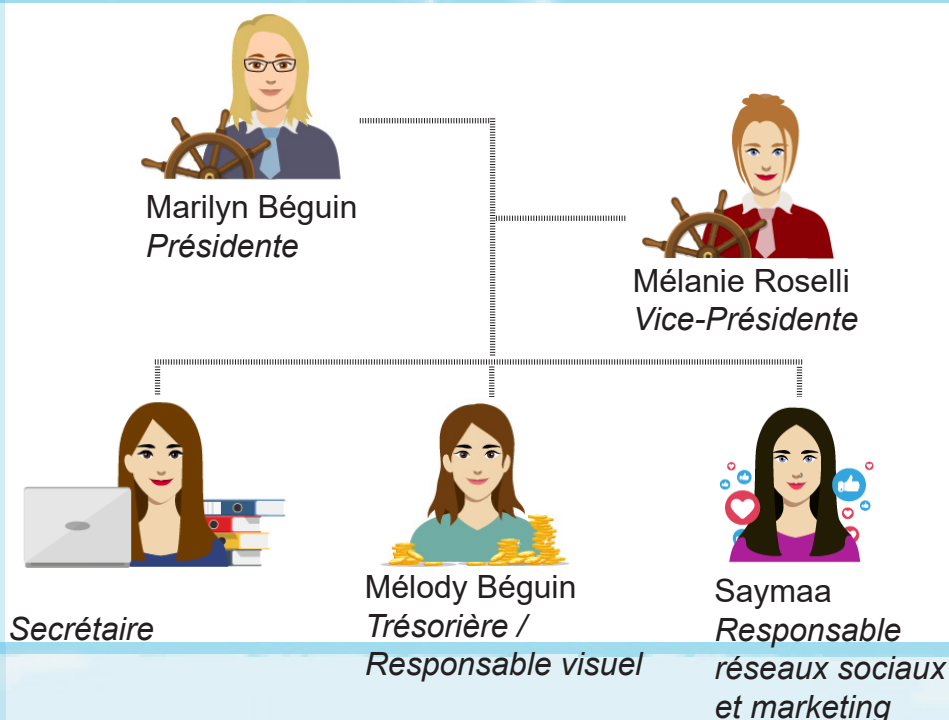 Marilyn Béguin
Présidente
Mélanie Roselli
Vice-Présidente
Secrétaire
Mélody Béguin
Trésorière /
Responsable visuel
Saymaa
Responsable
réseaux sociaux
et marketing